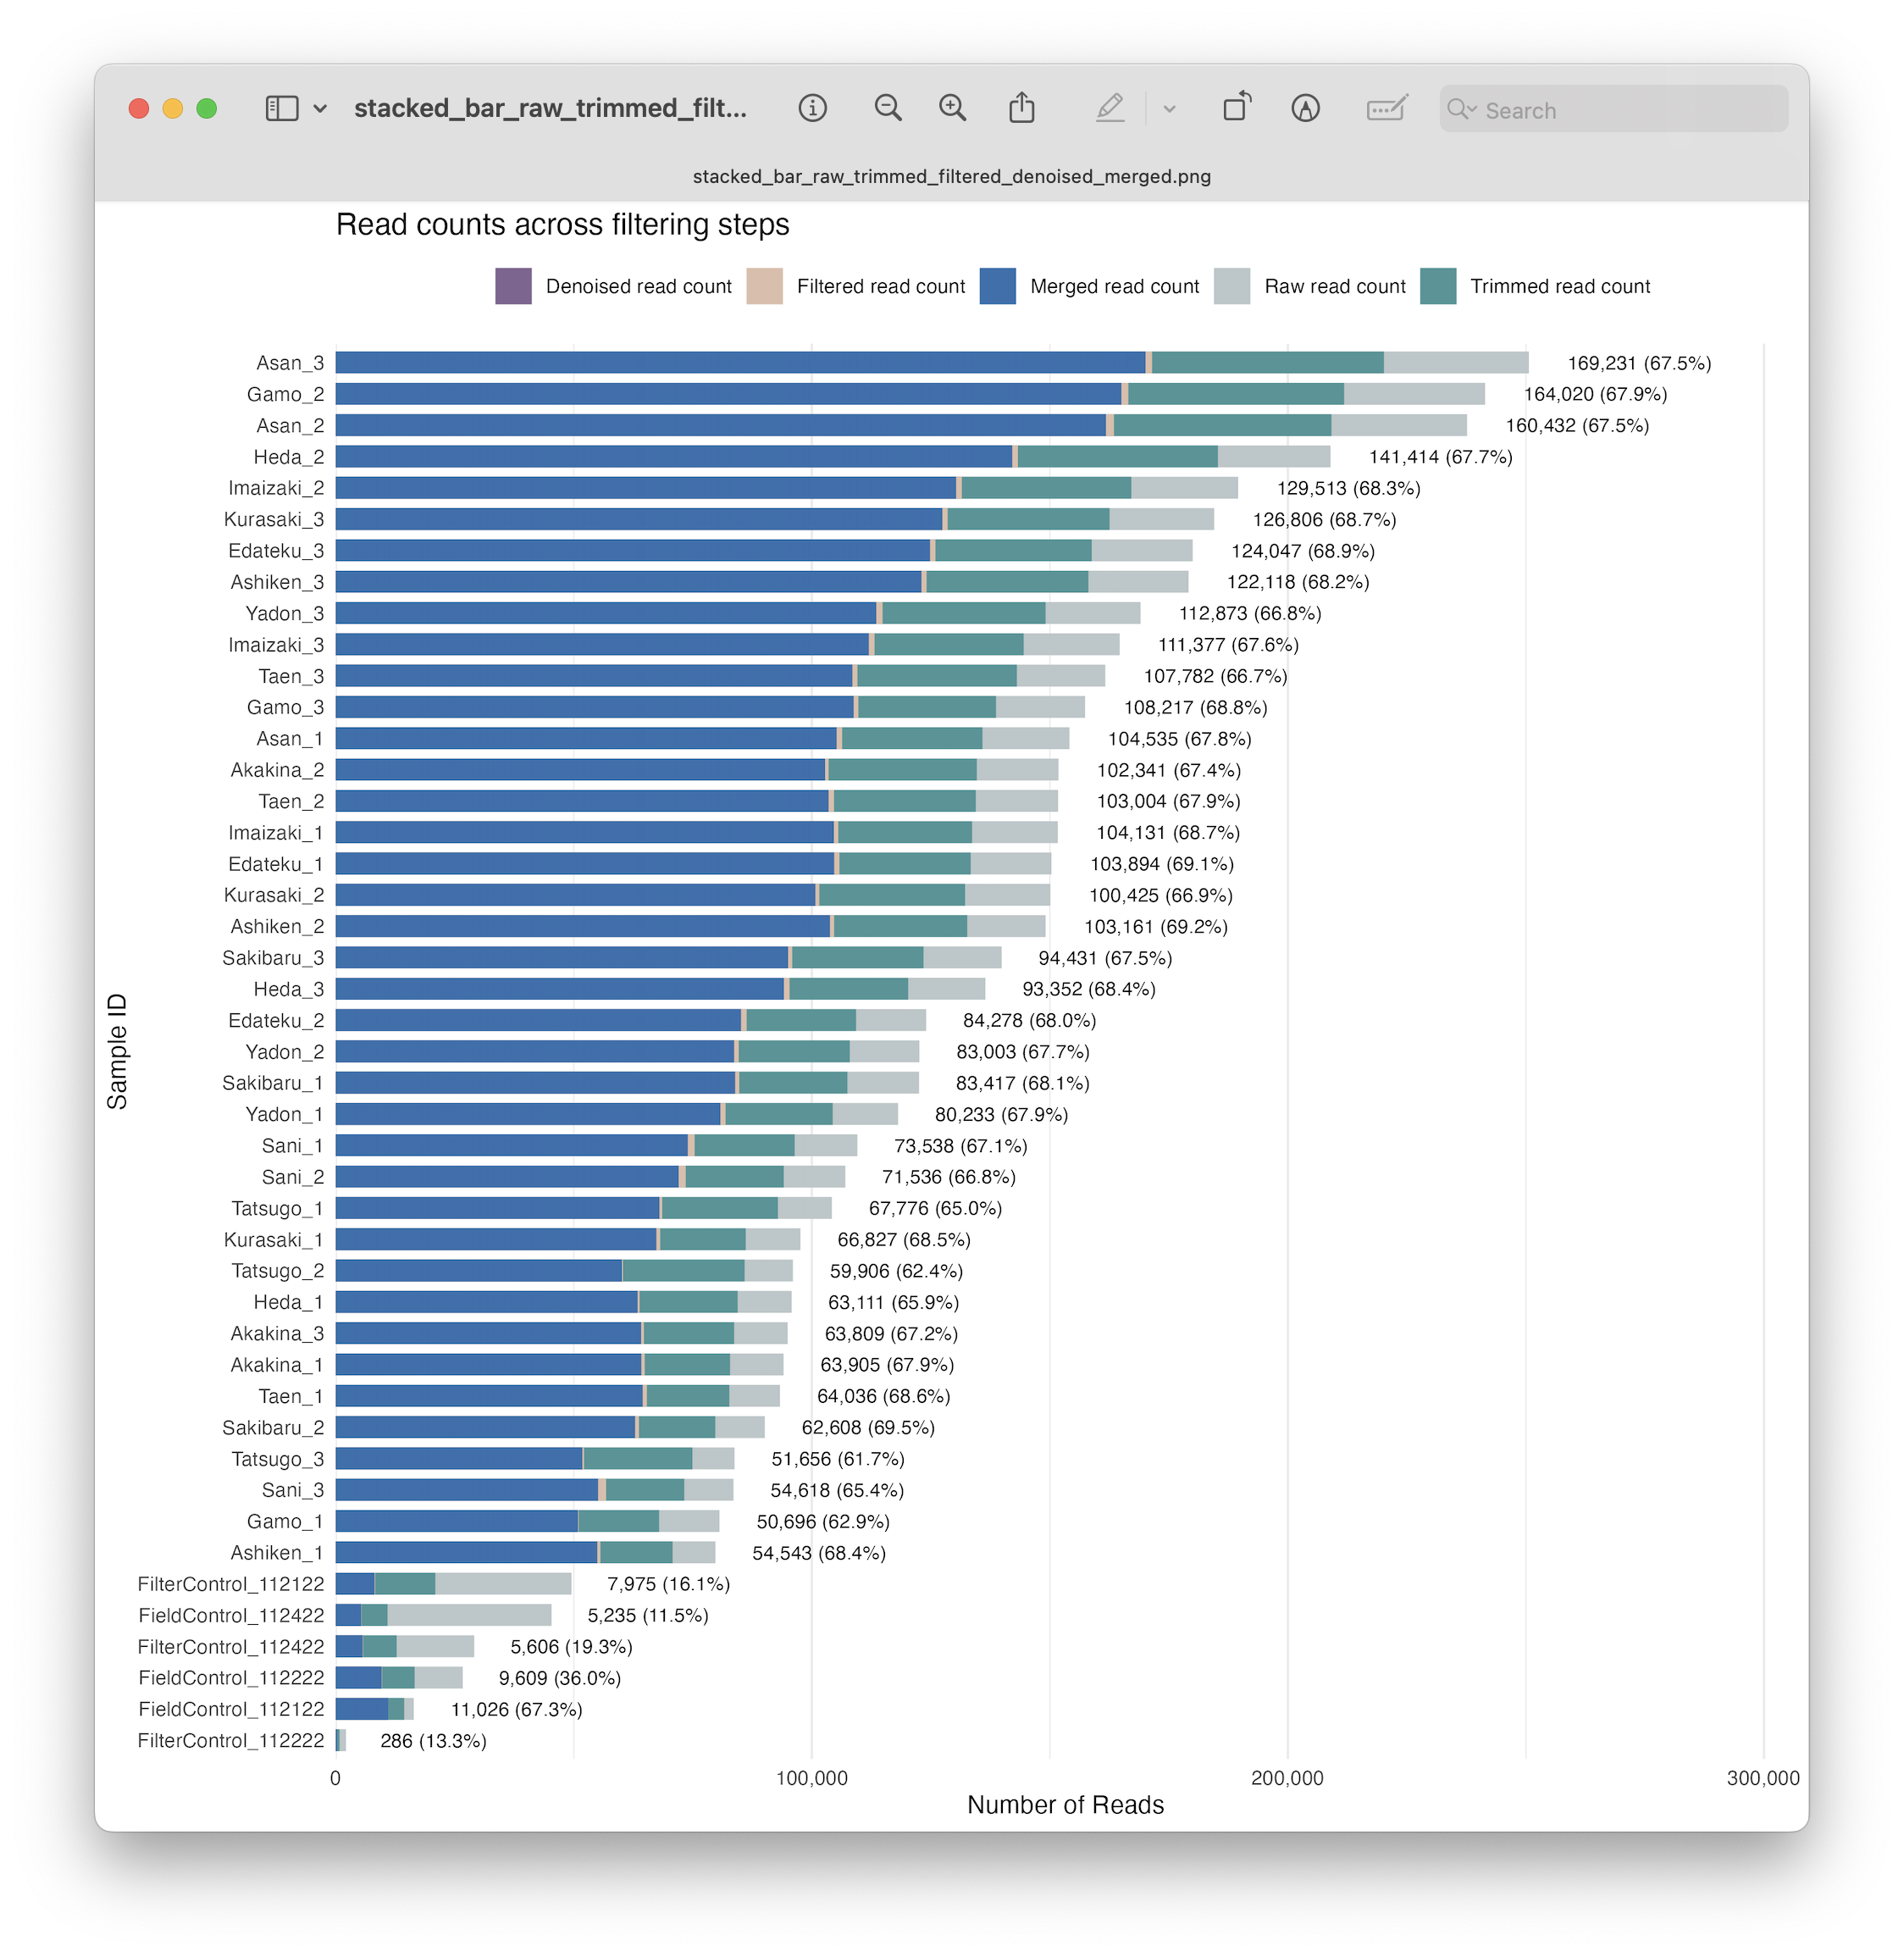 stacked_bar_raw_trimmed_filt...
Search
stacked_bar_raw_trimmed_filtered_denoised_merged.png
Read counts across filtering steps
Denoised read count Filtered read count Merged read count Raw read count Trimmed read count
Asan_3 169,231 (67.5%)
Gamo_2 164,020 (67.9%)
Asan_2 160,432 (67.5%)
Heda_2 141,414 (67.7%)
Imaizaki_2 129,513 (68.3%)
Kurasaki_3 126,806 (68.7%)
Edateku_3 124,047 (68.9%)
Ashiken_3 122,118 (68.2%)
Yadon_3 112,873 (66.8%)
Imaizaki_3 111,377 (67.6%)
Taen_3 107,782 (66.7%)
Gamo_3 108,217 (68.8%)
Asan_1 104,535 (67.8%)
Akakina_2 102,341 (67.4%)
Taen_2 103,004 (67.9%)
Imaizaki_1 104,131 (68.7%)
Edateku_1 103,894 (69.1%)
Kurasaki_2 100,425 (66.9%)
Ashiken_2 103,161 (69.2%)
Sakibaru_3 94,431 (67.5%)
Heda_3 93,352 (68.4%)
Edateku_2 84,278 (68.0%)
Yadon_2 83,003 (67.7%)
Sakibaru_1 83,417 (68.1%)
Yadon_1 80,233 (67.9%)
Sani_1 73,538 (67.1%)
Sani_2 71,536 (66.8%)
Tatsugo_1 67,776 (65.0%)
Kurasaki_1 66,827 (68.5%)
Tatsugo_2 59,906 (62.4%)
Heda_1 63,111 (65.9%)
Akakina_3 63,809 (67.2%)
Akakina_1 63,905 (67.9%)
Taen_1 64,036 (68.6%)
Sakibaru_2 62,608 (69.5%)
Tatsugo_3 51,656 (61.7%)
Sani_3 54,618 (65.4%)
Gamo_1 50,696 (62.9%)
Ashiken_1 54,543 (68.4%)
FilterControl_112122 7,975 (16.1%)
FieldControl_112422 5,235 (11.5%)
FilterControl_112422 5,606 (19.3%)
FieldControl_112222 9,609 (36.0%)
FieldControl_112122 11,026 (67.3%)
FilterControl_112222 286 (13.3%)
Sample ID
0 100,000 200,000 300,000
Number of Reads